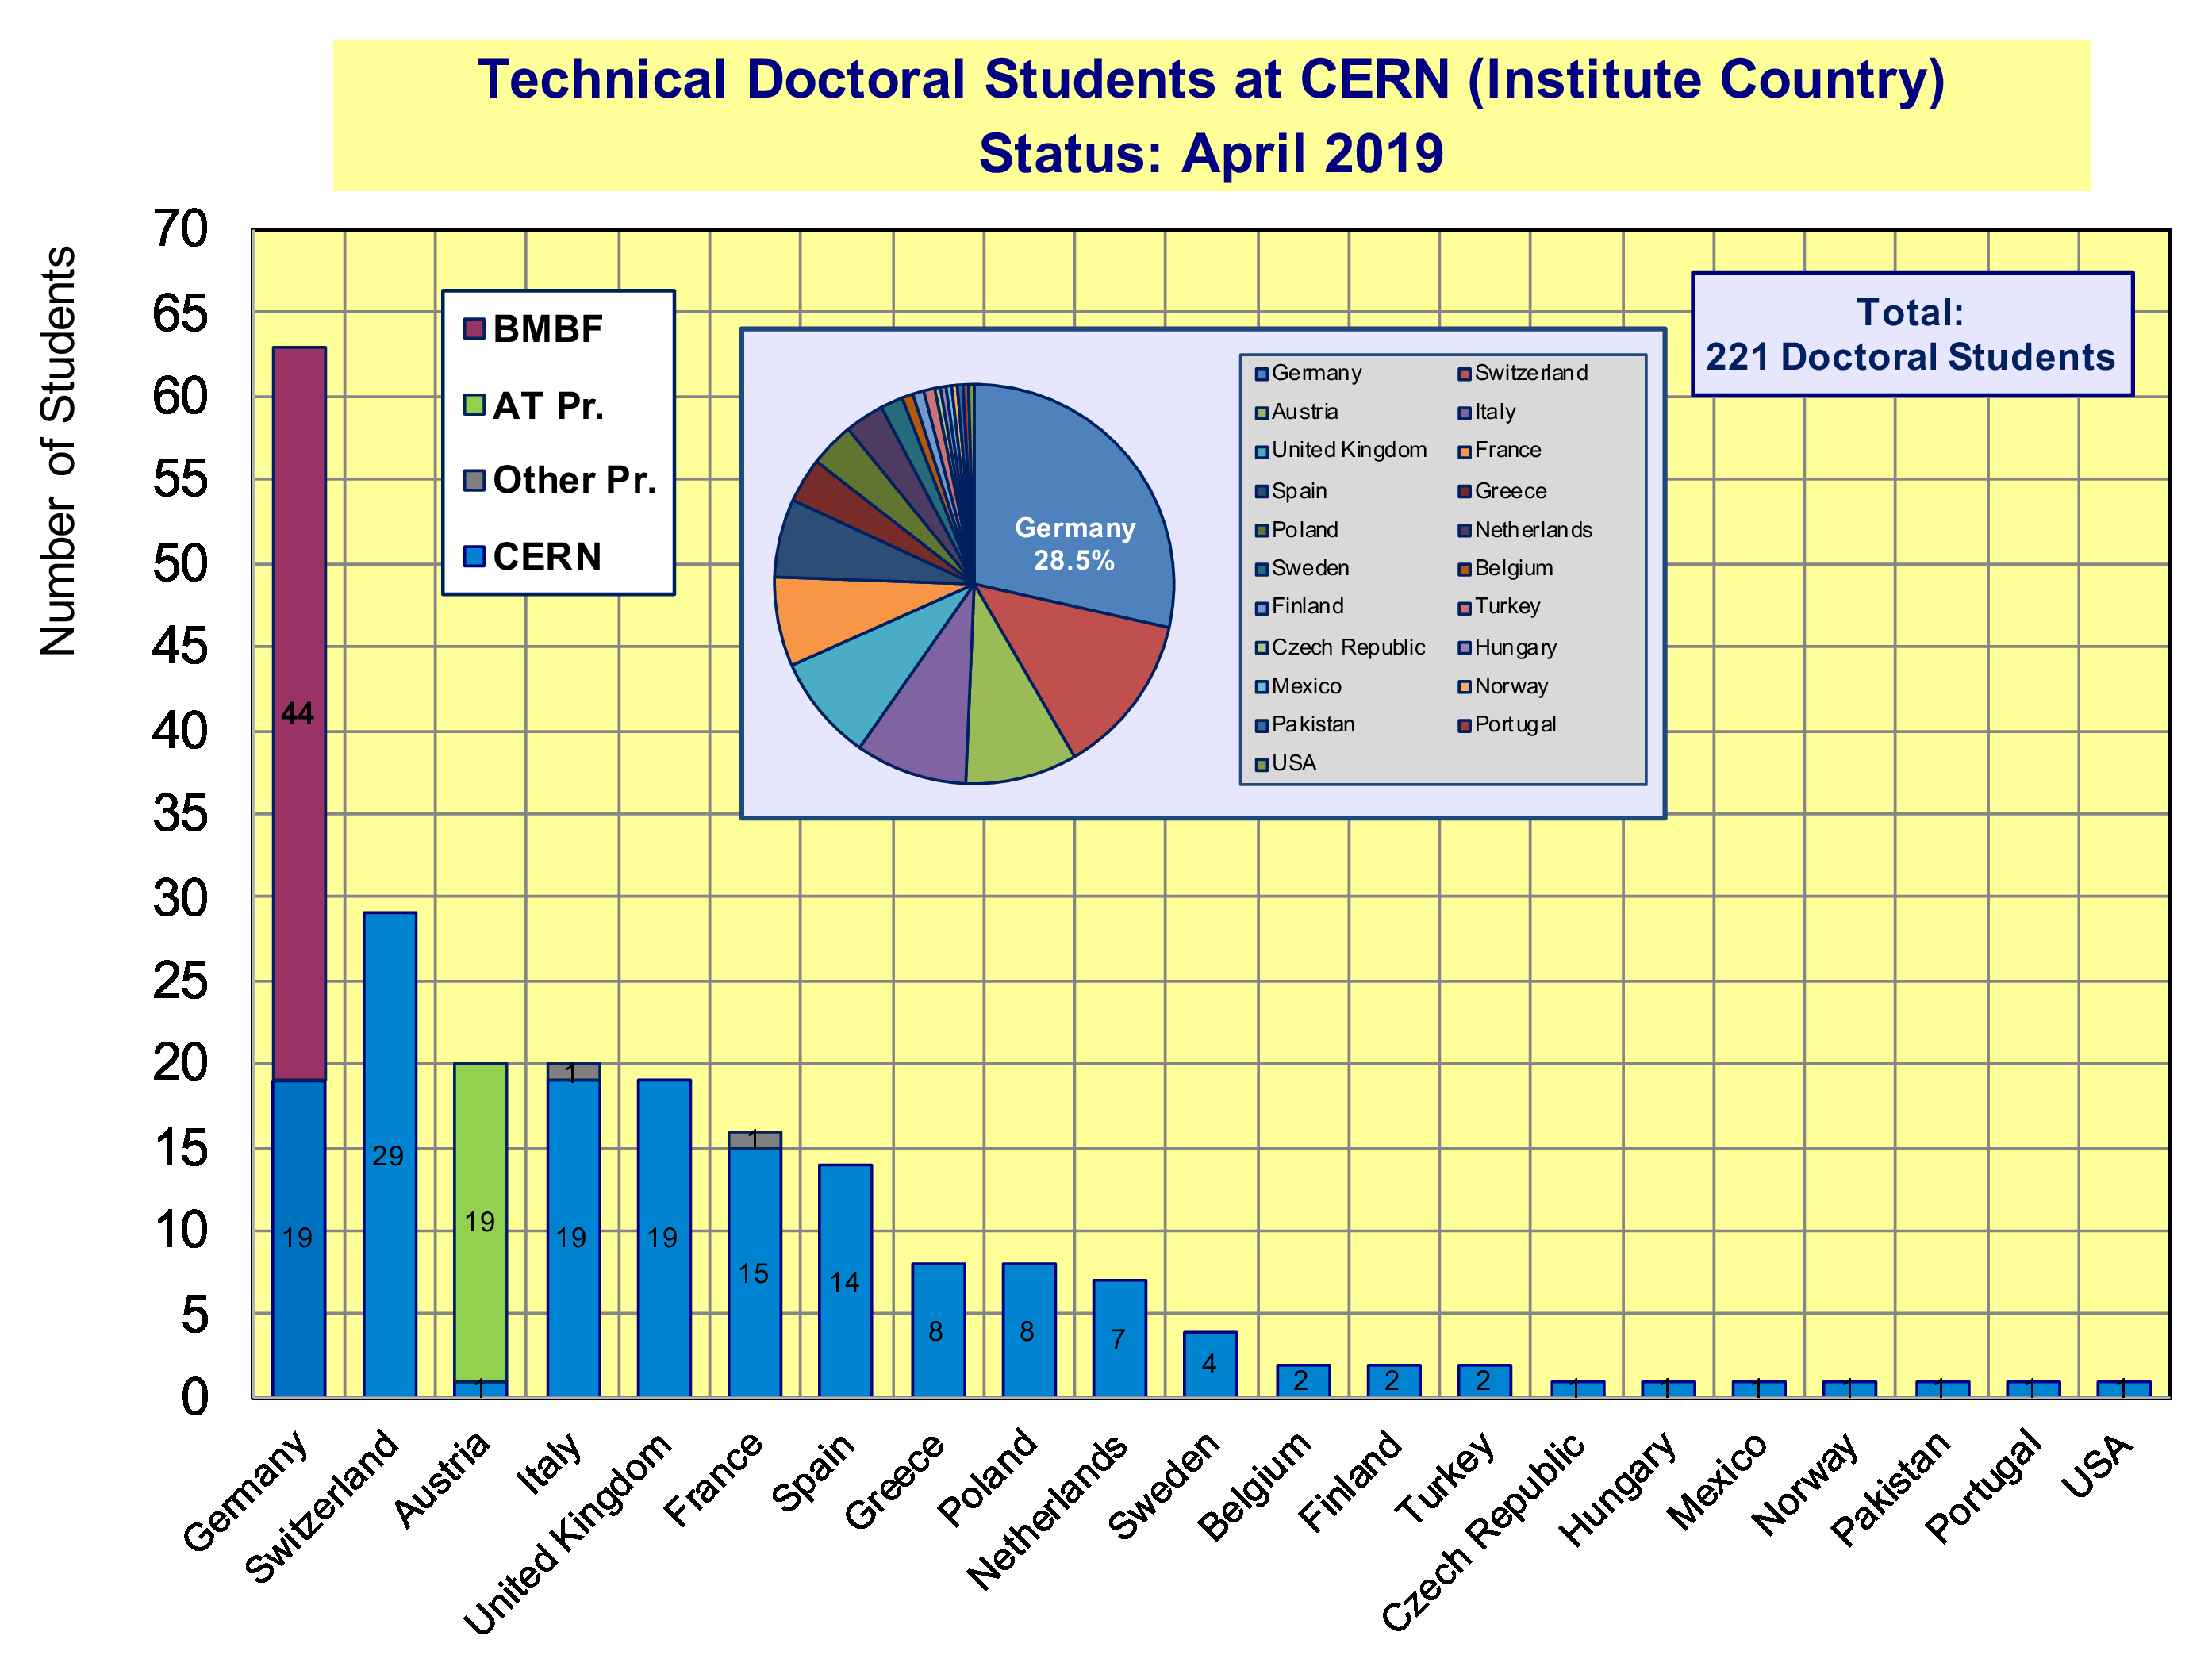 Technical Doctoral Students at CERN (Institute Country)
Status: April 2019
Number of Students
70
65
60
55
50
45
40
35
30
25
20
15
10
5
0
BMBF
AT Pr.
Other Pr.
CERN
Germany
28.5%
Germany Switzerland
Austria Italy
United Kingdom France
Spain Greece
Poland Netherlands
Sweden Belgium
Finland Turkey
Czech Republic Hungary
Mexico Norway
Pakistan Portugal
USA
Total:
221 Doctoral Students
44
19
29
19
1
1
19
19
1
15
14
8
8
7
4
2
2
2
1
1
1
1
1
1
1
Germany
Switzerland
Austria
Italy
United Kingdom
France
Spain
Greece
Poland
Netherlands
Sweden
Belgium
Finland
Turkey
Czech Republic
Hungary
Mexico
Norway
Pakistan
Portugal
USA